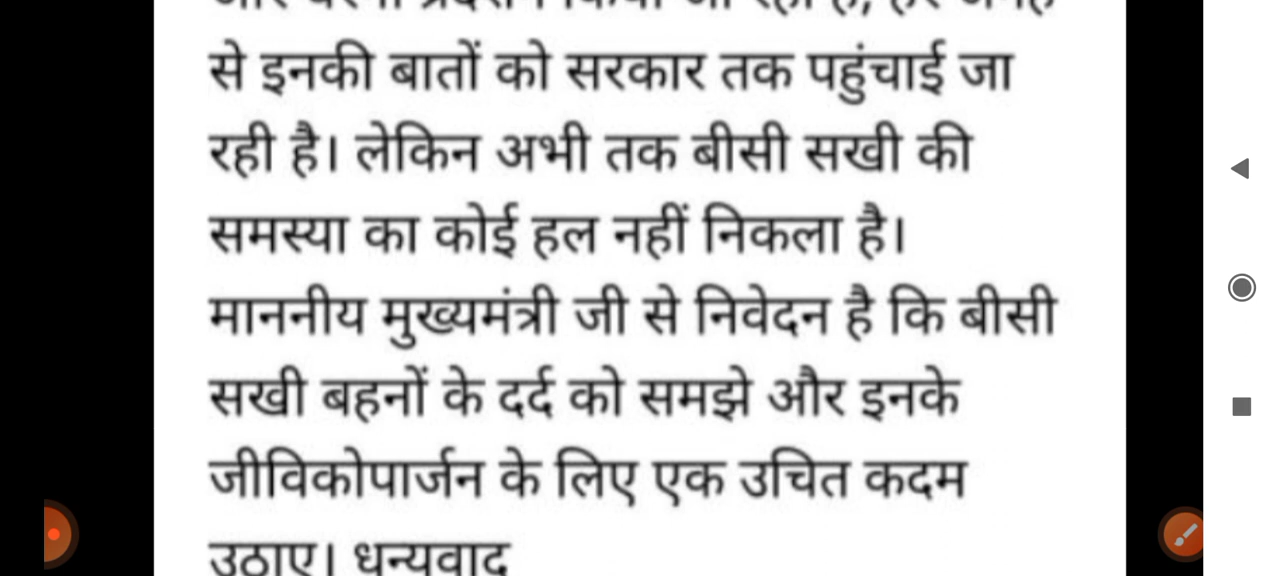 से इनकी बातों को सरकार तक पहुंचाई जा
रही है। लेकिन अभी तक बीसी सखी की
समस्या का कोई हल नहीं निकला है।
माननीय मुख्यमंत्री जी से निवेदन है कि बीसी
सखी बहनों के दर्द को समझे और इनके
जीविकोपार्जन के लिए एक उचित कदम
उठाए। धन्यवाद